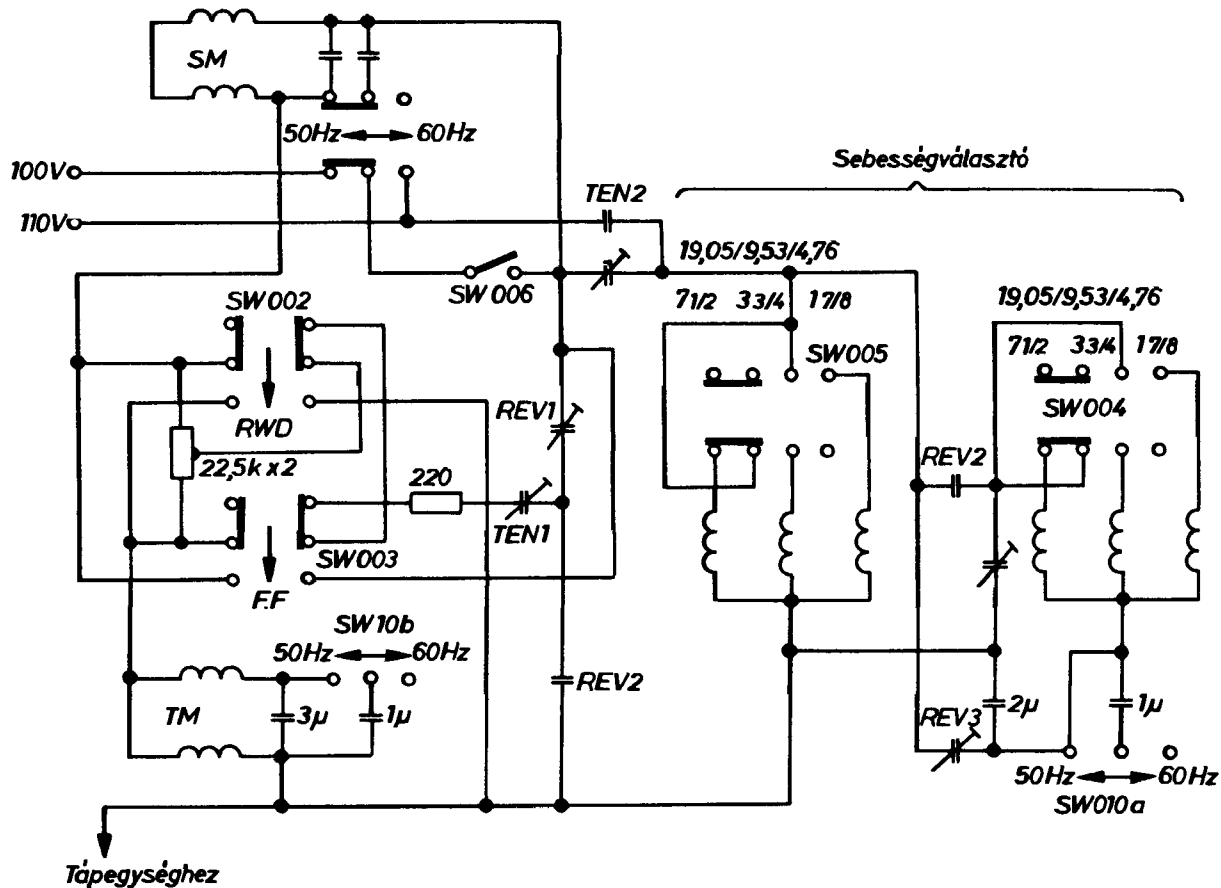 SM
50Hz 60Hz
100V
110V
TEN2
Sebességválasztó
SW006
19,05/9,53/4,76
7 1/2 3 3/4 1 7/8
SW005
19,05/9,53/4,76
7 1/2 3 3/4 1 7/8
SW004
SW002
RWD
22,5k x2
REV1
220
TEN1
SW003
F.F
REV2
SW10b
50Hz 60Hz
TM
3µ
1µ
REV2
REV3
2µ
1µ
50Hz 60Hz
SW010a
Tápegységhez